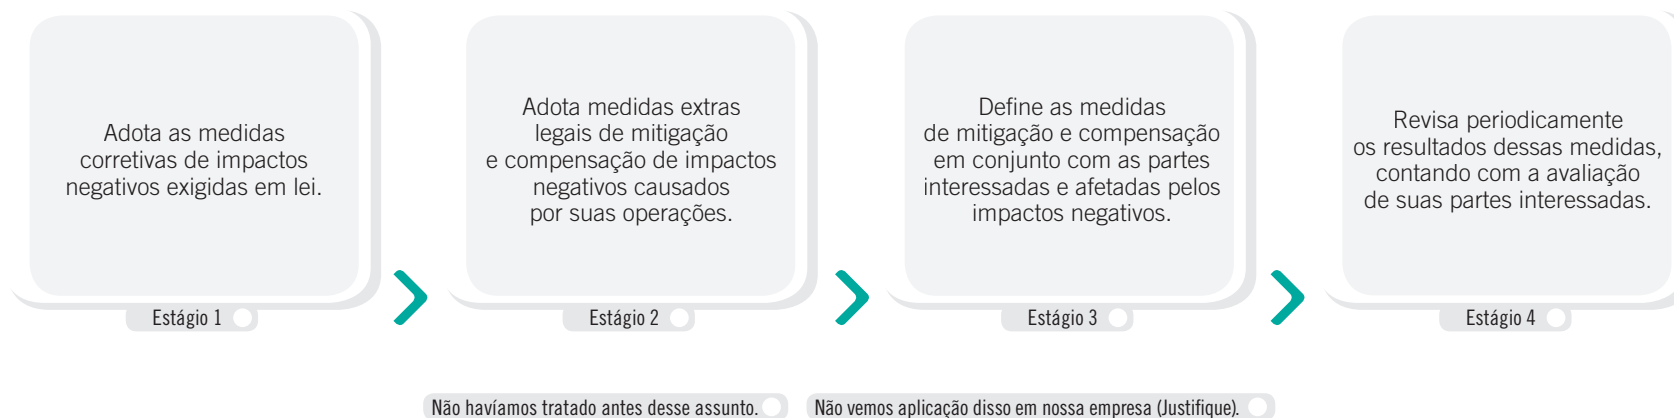 Adota as medidas
corretivas de impactos
negativos exigidas em lei.
Estágio 1
Adota medidas extras
legais de mitigação
e compensação de impactos
negativos causados
por suas operações.
Estágio 2
Define as medidas
de mitigação e compensação
em conjunto com as partes
interessadas e afetadas pelos
impactos negativos.
Estágio 3
Revisa periodicamente
os resultados dessas medidas,
contando com a avaliação
de suas partes interessadas.
Estágio 4
Não havíamos tratado antes desse assunto.
Não vemos aplicação disso em nossa empresa (Justifique).